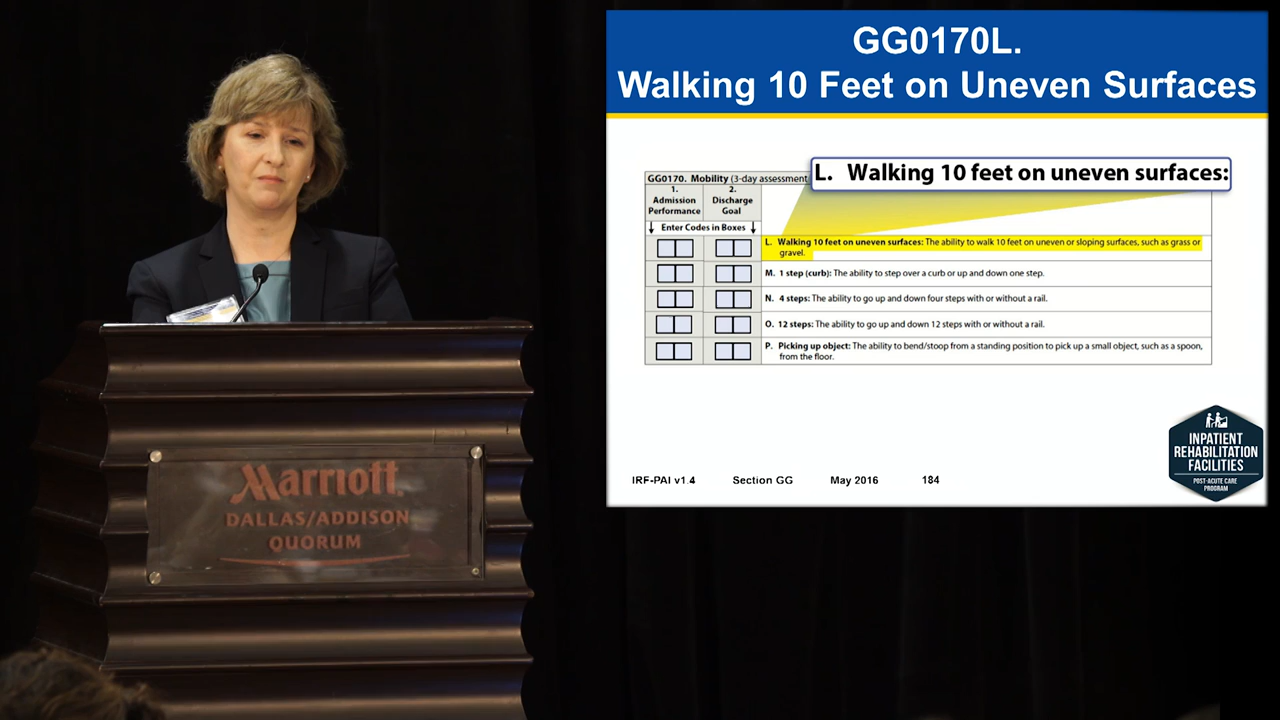 GG0170L.
Walking 10 Feet on Uneven Surfaces
GG0170. Mobility (3-day assessment
L. Walking 10 feet on uneven surfaces:
1.
Admission
Performance
2.
Discharge
Goal
↓ Enter Codes in Boxes ↓
L. Walking 10 feet on uneven surfaces: The ability to walk 10 feet on uneven or sloping surfaces, such as grass or
gravel.
M. 1 step (curb): The ability to step over a curb or up and down one step.
N. 4 steps: The ability to go up and down four steps with or without a rail.
O. 12 steps: The ability to go up and down 12 steps with or without a rail.
P. Picking up object: The ability to bend/stoop from a standing position to pick up a small object, such as a spoon,
from the floor.
INPATIENT
REHABILITATION
FACILITIES
POST-ACUTE CARE
PROGRAM
IRF-PAI v1.4 Section GG May 2016 184
Marriott
DALLAS/ADDISON
QUORUM